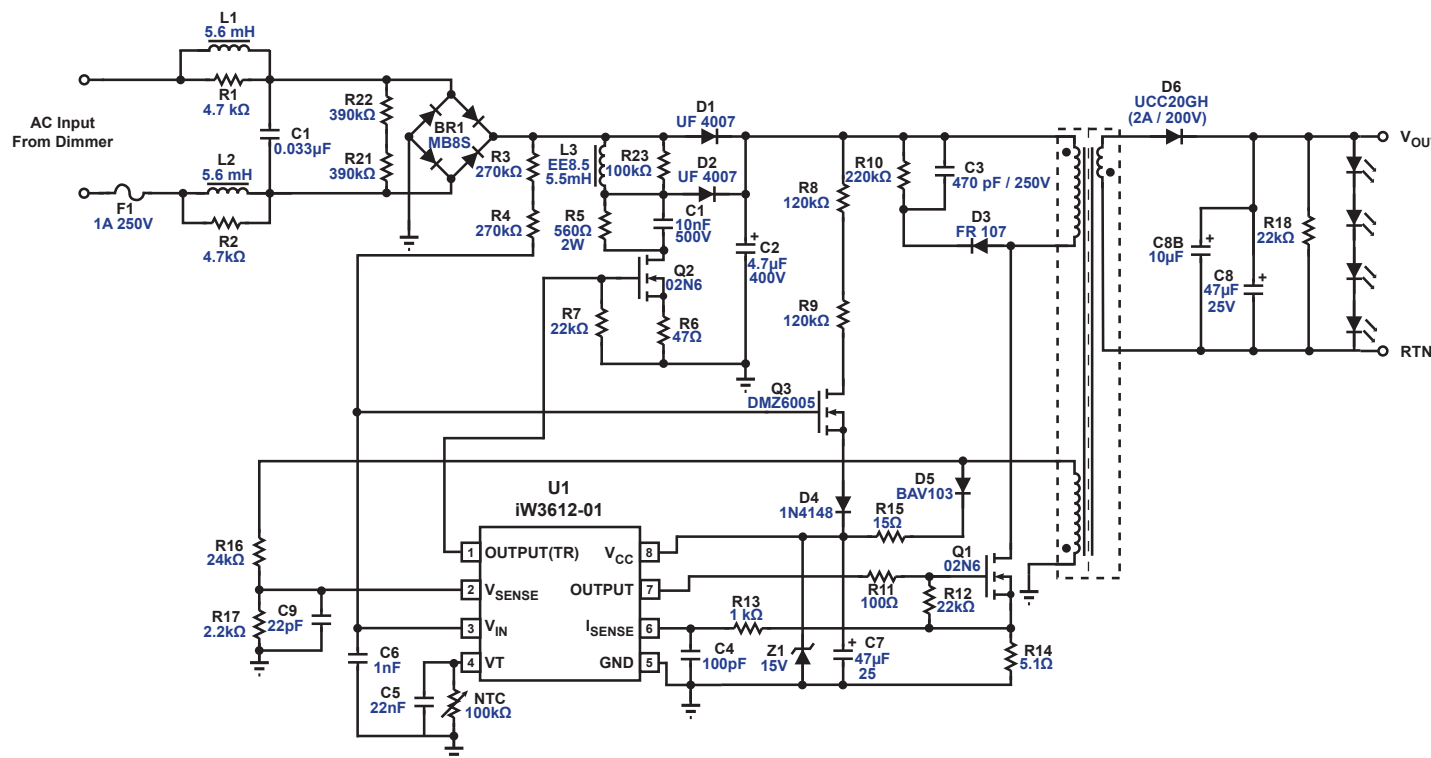 L1
5.6 mH
R1
4.7 kΩ
AC Input
From Dimmer
C1
0.033µF
L2
5.6 mH
F1
1A 250V
R2
4.7kΩ
R22
390kΩ
R21
390kΩ
BR1
MB8S
R3
270kΩ
R4
270kΩ
L3
EE8.5
5.5mH
R23
100kΩ
D1
UF 4007
D2
UF 4007
R5
560Ω
2W
C1
10nF
500V
C2
4.7µF
400V
Q2
02N6
R7
22kΩ
R6
47Ω
R8
120kΩ
R9
120kΩ
R10
220kΩ
C3
470 pF / 250V
D3
FR 107
D6
UCC20GH
(2A / 200V)
C8B
10µF
C8
47µF
25V
R18
22kΩ
VOU
RTN
Q3
DMZ6005
D4
1N4148
D5
BAV103
R15
15Ω
U1
iW3612-01
1 OUTPUT(TR)
2 VSENSE
3 VIN
4 VT
VCC 8
OUTPUT 7
ISENSE 6
GND 5
R16
24kΩ
R17
2.2kΩ
C9
22pF
C6
1nF
C5
22nF
NTC
100kΩ
R11
100Ω
R12
22kΩ
Q1
02N6
R13
1 kΩ
C4
100pF
Z1
15V
C7
47µF
25
R14
5.1Ω